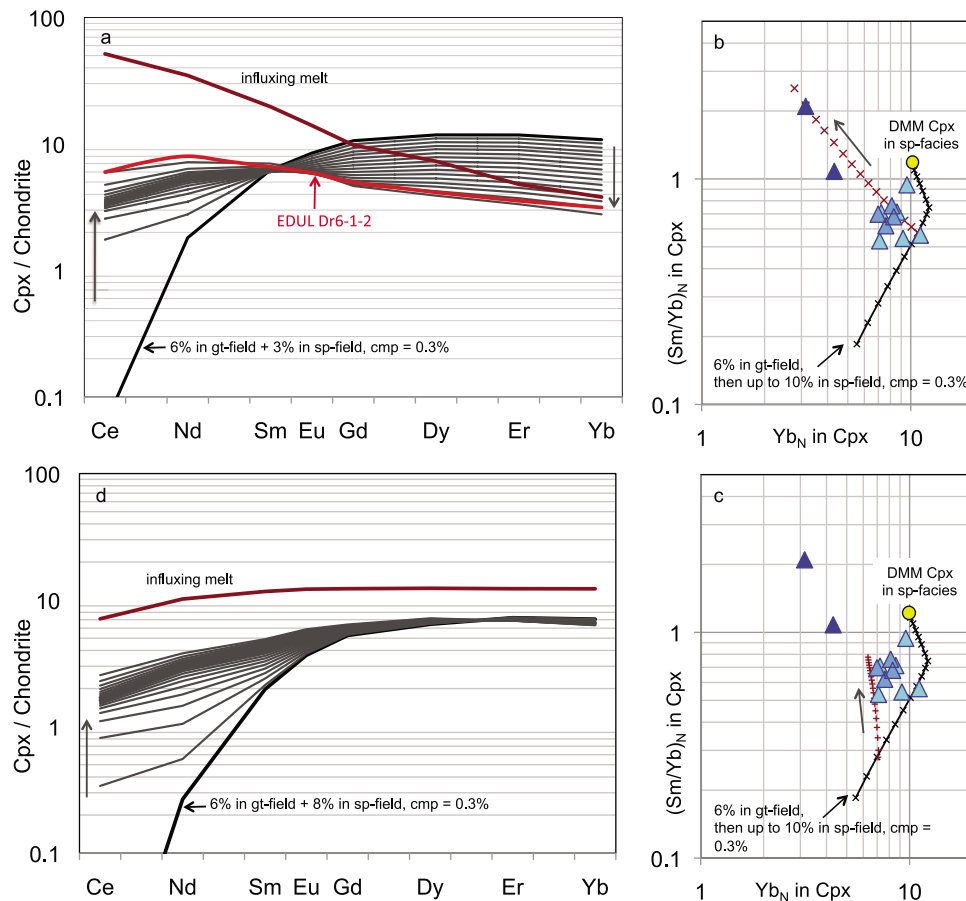 100
a
influxing melt
10
EDUL Dr6-1-2
1
6% in gt-field + 3% in sp-field, cmp = 0.3%
0.1
Ce Nd Sm Eu Gd Dy Er Yb
Cpx / Chondrite
b
DMM Cpx
in sp-facies
1
6% in gt-field,
then up to 10% in sp-field, cmp = 0.3%
0.1
1 10
YbN in Cpx
(Sm/Yb)N in Cpx
100
d
influxing melt
10
1
6% in gt-field + 8% in sp-field, cmp = 0.3%
0.1
Ce Nd Sm Eu Gd Dy Er Yb
Cpx / Chondrite
c
DMM Cpx
in sp-facies
1
6% in gt-field,
then up to 10% in sp-field, cmp =
0.3%
0.1
1 10
YbN in Cpx
(Sm/Yb)N in Cpx